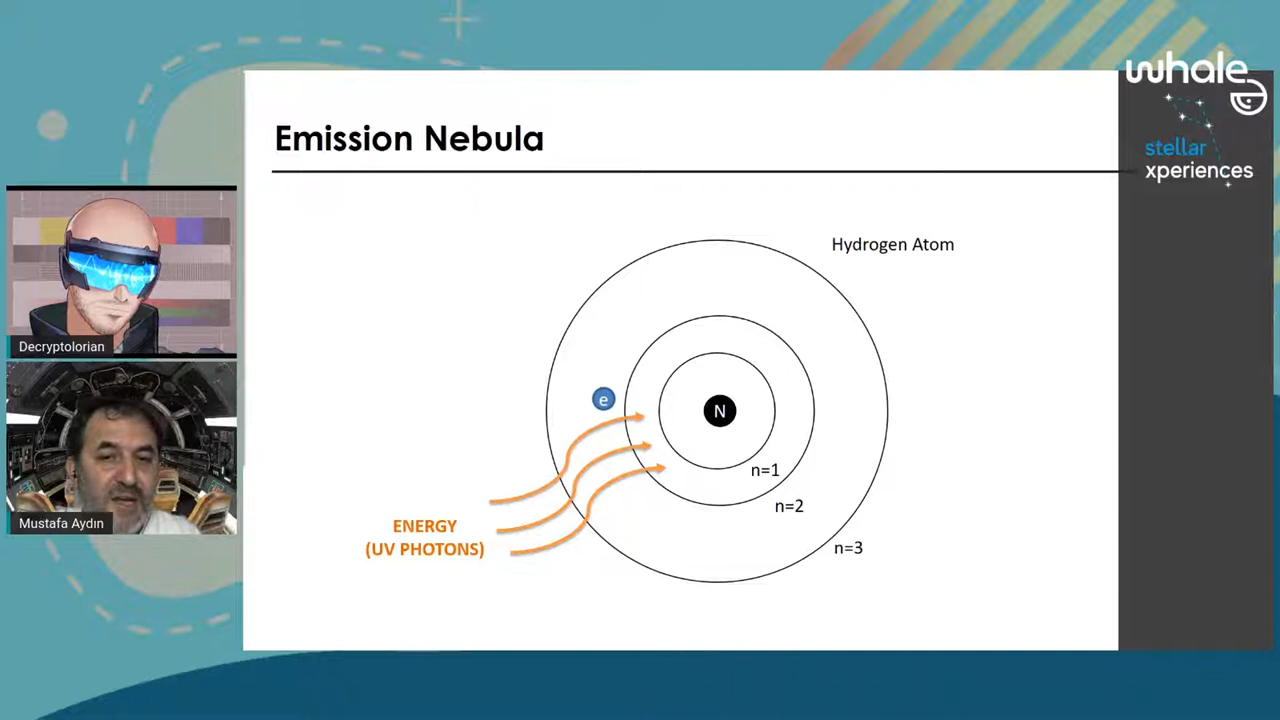 whale
stellar
xperiences
Emission Nebula
Hydrogen Atom
e
N
n=1
n=2
n=3
ENERGY
(UV PHOTONS)
Decryptolorian
Mustafa Aydın